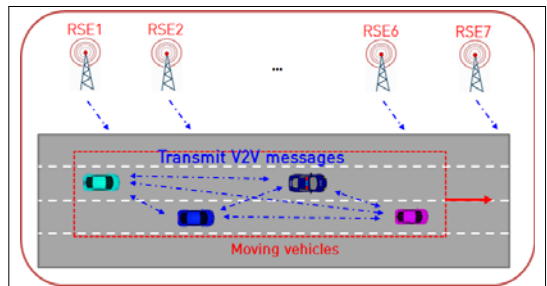 RSE1 RSE2 RSE6 RSE7
...
Transmit V2V messages
Moving vehicles